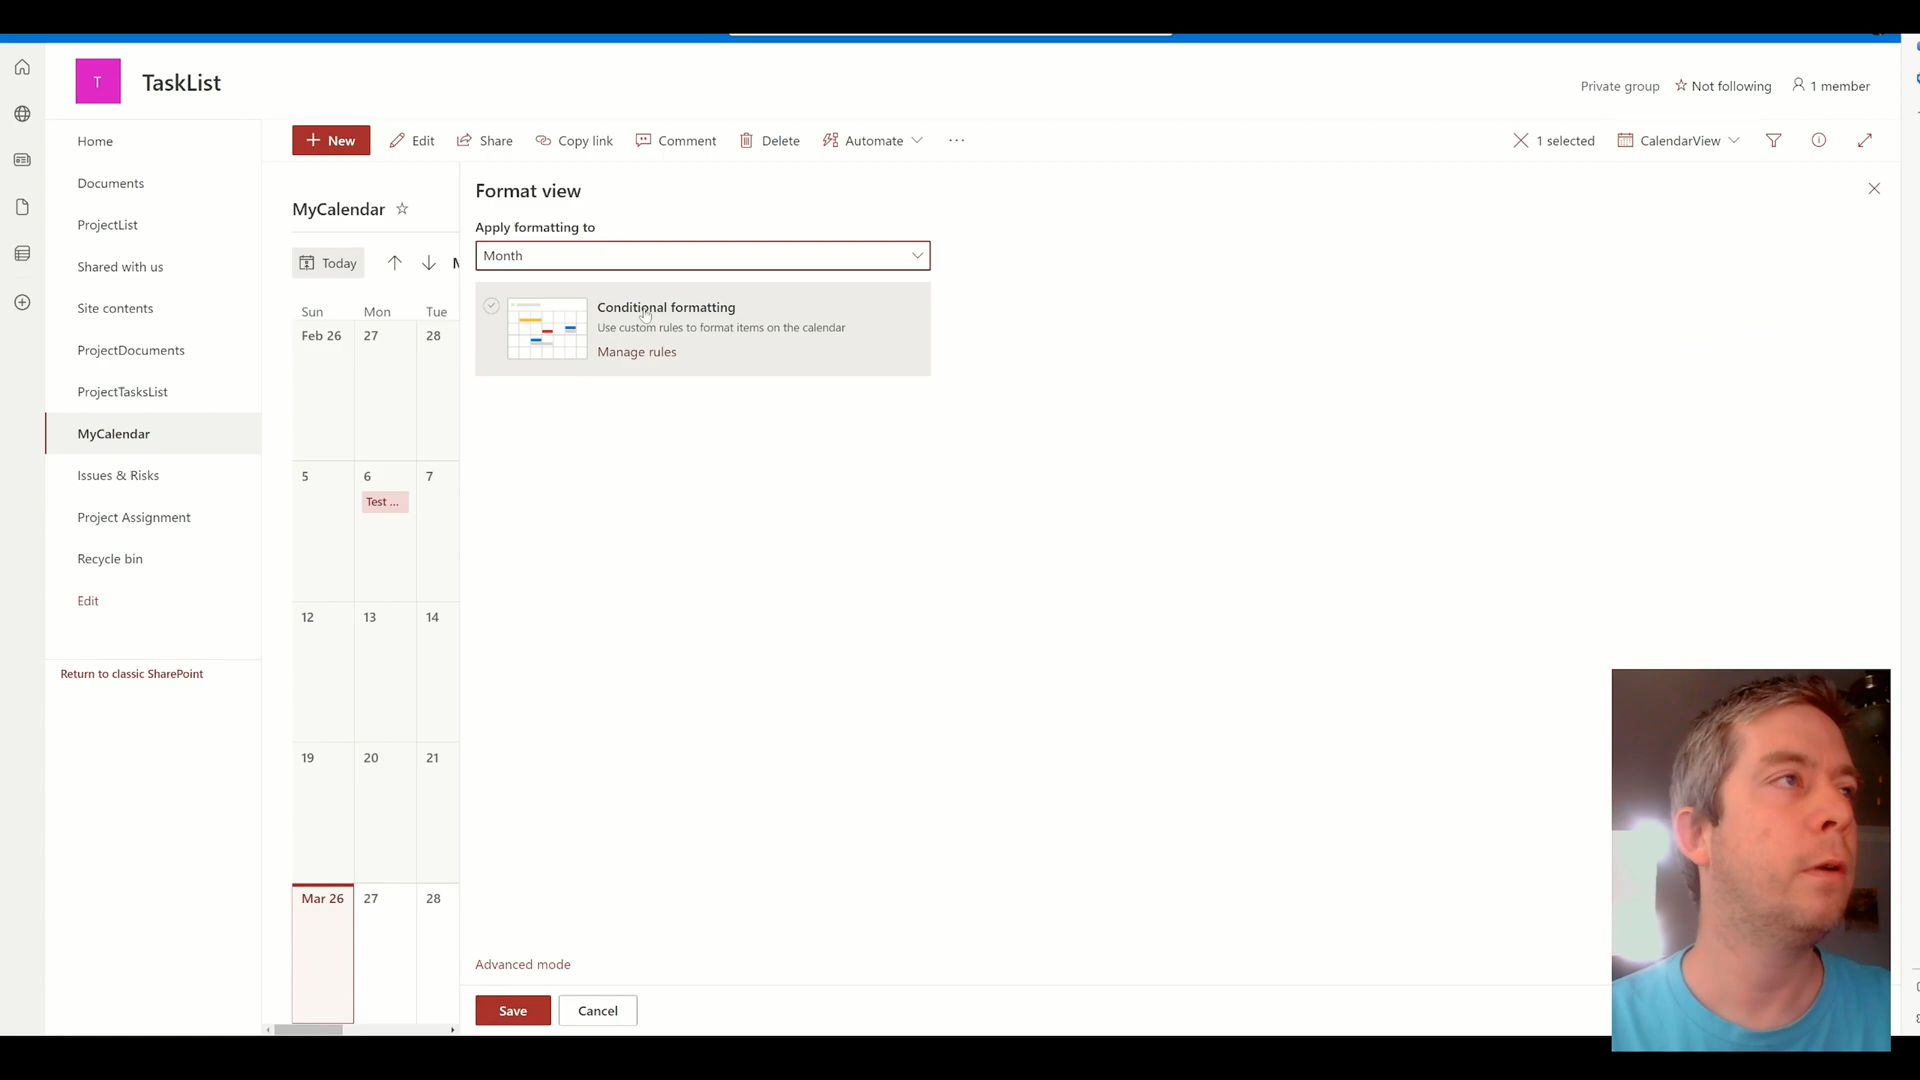 T
TaskList
Private group
Not following
1 member
Home
Documents
ProjectList
Shared with us
Site contents
ProjectDocuments
ProjectTasksList
MyCalendar
Issues & Risks
Project Assignment
Recycle bin
Edit
Return to classic SharePoint
New
Edit
Share
Copy link
Comment
Delete
Automate
...
1 selected
CalendarView
MyCalendar
Today
Sun Mon Tue
Feb 26 27 28
5 6 7
Test ...
12 13 14
19 20 21
Mar 26 27 28
Format view
Apply formatting to
Month
Conditional formatting
Use custom rules to format items on the calendar
Manage rules
Advanced mode
Save
Cancel